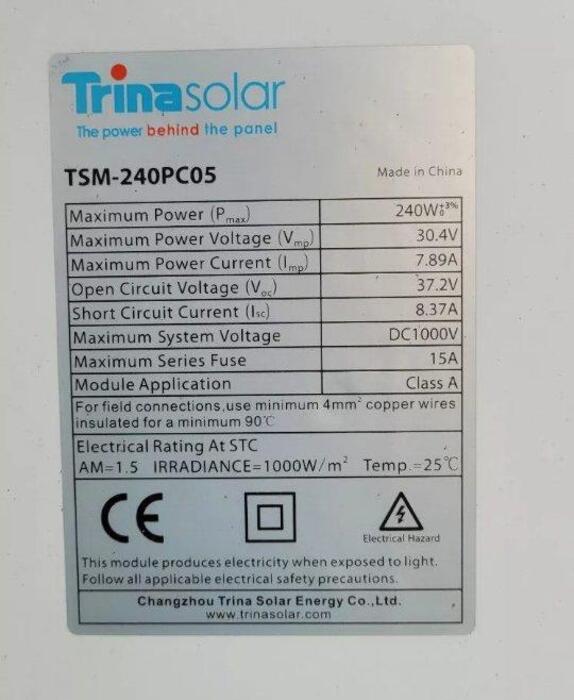 Trinasolar
The power behind the panel
TSM-240PC05 Made in China
Maximum Power (Pmax) 240W+3% 0
Maximum Power Voltage (Vmp) 30.4V
Maximum Power Current (Imp) 7.89A
Open Circuit Voltage (Voc) 37.2V
Short Circuit Current (Isc) 8.37A
Maximum System Voltage DC1000V
Maximum Series Fuse 15A
Module Application Class A
For field connections,use minimum 4mm² copper wires
insulated for a minimum 90℃
Electrical Rating At STC
AM=1.5 IRRADIANCE=1000W/m² Temp.=25℃
CE
Electrical Hazard
This module produces electricity when exposed to light.
Follow all applicable electrical safety precautions.
Changzhou Trina Solar Energy Co.,Ltd.
www.trinasolar.com